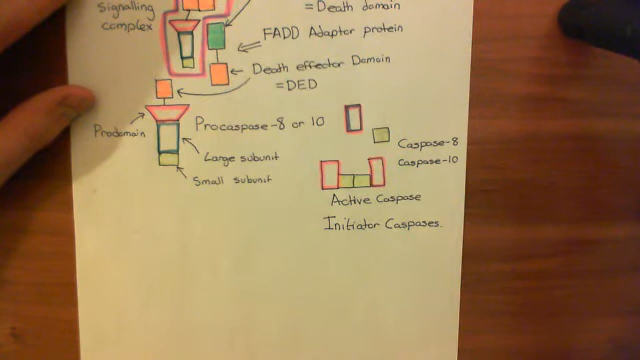 Signalling
complex
= Death domain
FADD Adaptor protein
Death effector Domain
= DED
Prodomain
Procaspase-8 or 10
Large subunit
Small subunit
Caspase-8
Caspase-10
Active Caspase
Initiator Caspases.